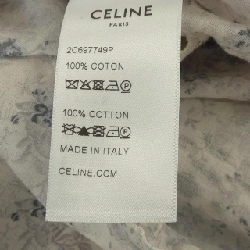 CELINE
PARIS
2C697749P
100% COTON
100% COTTON
MADE IN ITALY
CELINE.COM